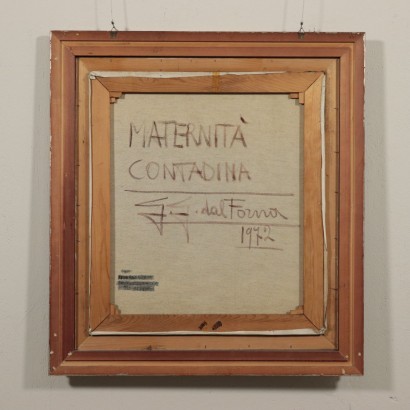 MATERNITÀ
CONTADINA
G.G. dal Forno
1972